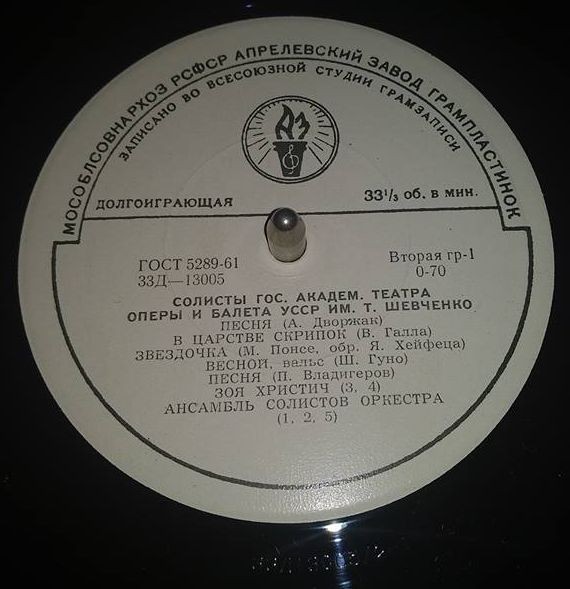 МОСОБЛСОВНАРХОЗ РСФСР АПРЕЛЕВСКИЙ ЗАВОД ГРАМПЛАСТИНОК
ЗАПИСАНО ВО ВСЕСОЮЗНОЙ СТУДИИ ГРАМЗАПИСИ
АЗ
ДОЛГОИГРАЮЩАЯ
33⅓ об. в мин.
ГОСТ 5289-61
33Д—13005
Вторая гр-1
0-70
СОЛИСТЫ ГОС. АКАДЕМ. ТЕАТРА
ОПЕРЫ И БАЛЕТА УССР ИМ. Т. ШЕВЧЕНКО
ПЕСНЯ (А. Дворжак)
В ЦАРСТВЕ СКРИПОК (В. Галла)
ЗВЕЗДОЧКА (М. Понсе, обр. Я. Хейфеца)
ВЕСНОЙ, вальс (Ш. Гуно)
ПЕСНЯ (П. Владигеров)
ЗОЯ ХРИСТИЧ (3, 4)
АНСАМБЛЬ СОЛИСТОВ ОРКЕСТРА
(1, 2, 5)